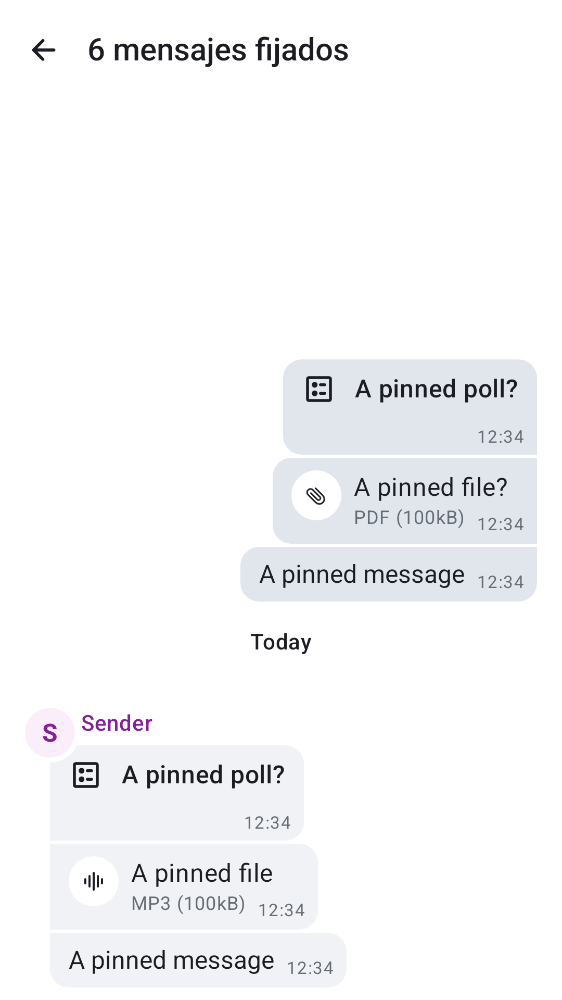 6 mensajes fijados
A pinned poll?
12:34
A pinned file?
PDF (100kB) 12:34
A pinned message 12:34
Today
S Sender
A pinned poll?
12:34
A pinned file
MP3 (100kB) 12:34
A pinned message 12:34